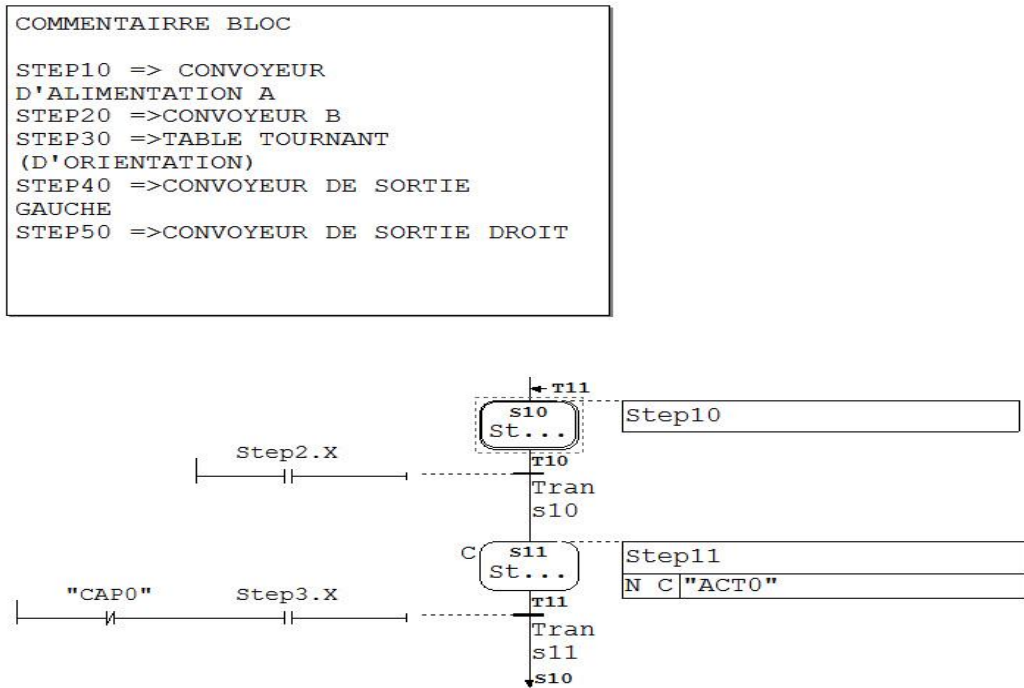 COMMENTAIRRE BLOC
STEP10 => CONVOYEUR
D'ALIMENTATION A
STEP20 =>CONVOYEUR B
STEP30 =>TABLE TOURNANT
(D'ORIENTATION)
STEP40 =>CONVOYEUR DE SORTIE
GAUCHE
STEP50 =>CONVOYEUR DE SORTIE DROIT
T11
S10
St...
Step10
Step2.X
T10
Tran
s10
C
S11
St...
Step11
N C "ACT0"
"CAP0" Step3.X
T11
Tran
s11
S10